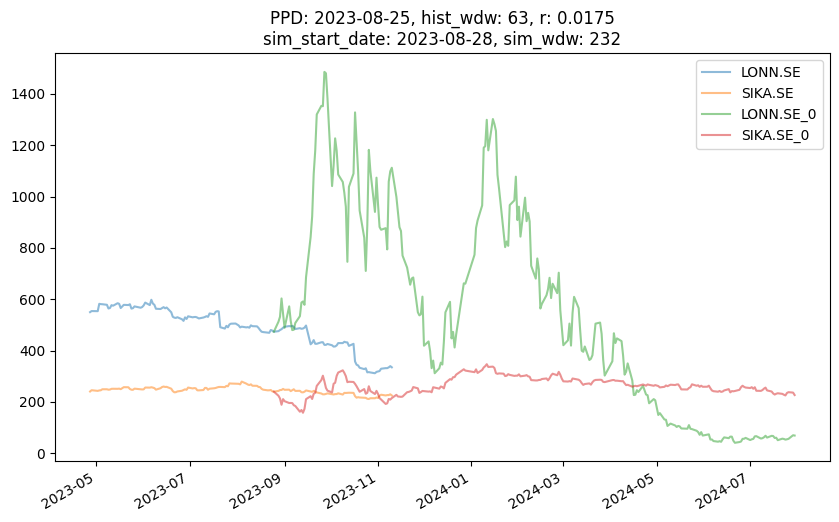 PPD: 2023-08-25, hist_wdw: 63, r: 0.0175
sim_start_date: 2023-08-28, sim_wdw: 232
LONN.SE
SIKA.SE
LONN.SE_0
SIKA.SE_0
1400
1200
1000
800
600
400
200
0
2023-05
2023-07
2023-09
2023-11
2024-01
2024-03
2024-05
2024-07